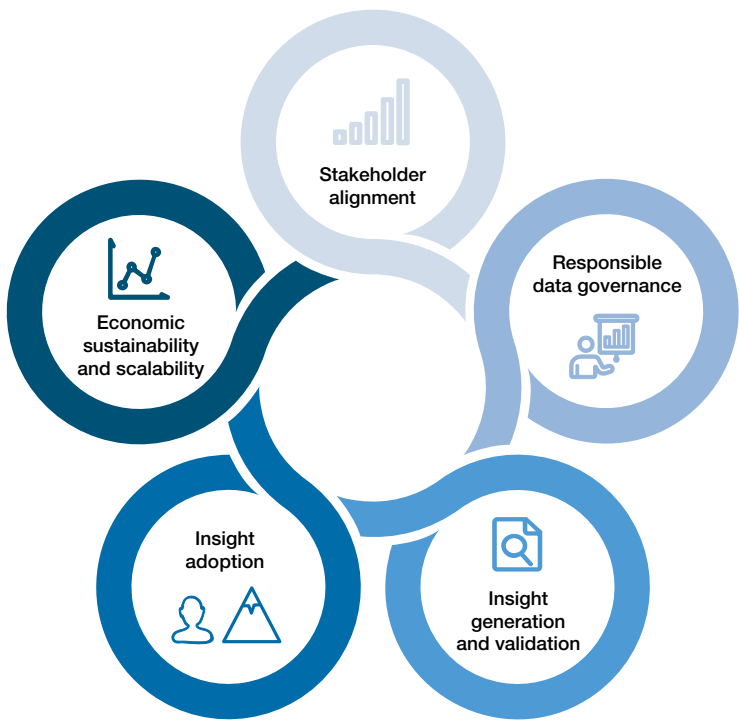 Stakeholder
alignment
Responsible
data governance
Insight
generation
and validation
Insight
adoption
Economic
sustainability
and scalability